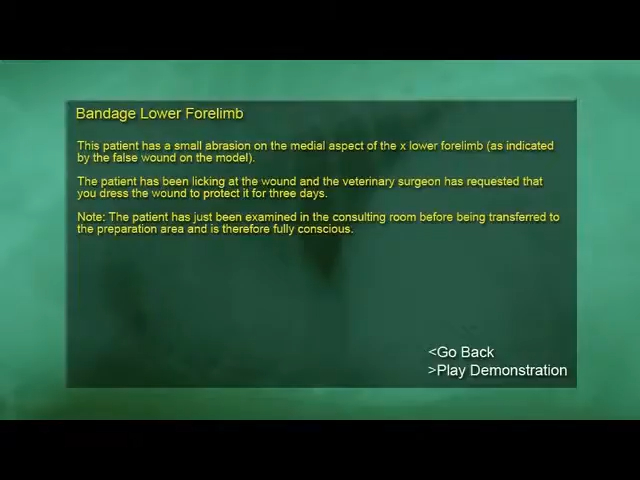 Bandage Lower Forelimb
This patient has a small abrasion on the medial aspect of the x lower forelimb (as indicated
by the false wound on the model).
The patient has been licking at the wound and the veterinary surgeon has requested that
you dress the wound to protect it for three days.
Note: The patient has just been examined in the consulting room before being transferred to
the preparation area and is therefore fully conscious.
<Go Back
>Play Demonstration